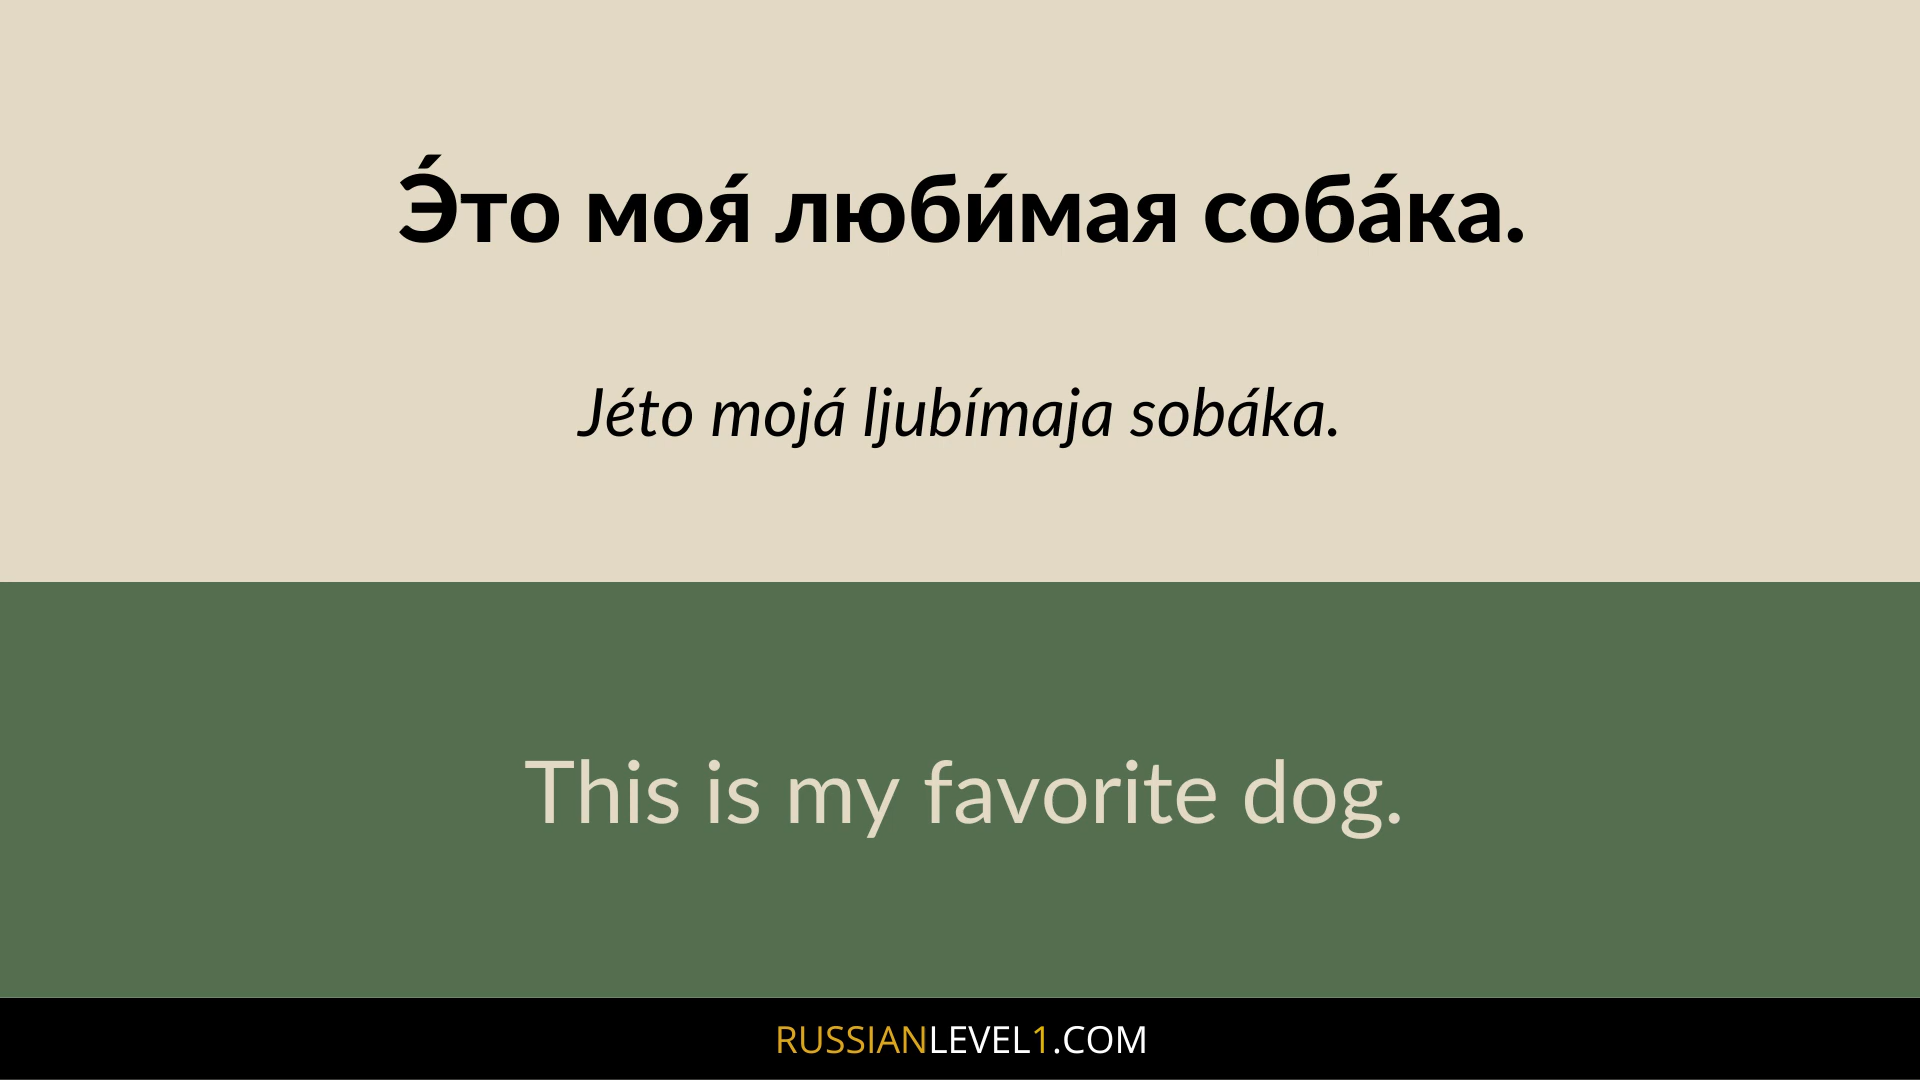 Э́то моя́ люби́мая соба́ка.
Jéto mojá ljubímaja sobáka.
This is my favorite dog.
RUSSIANLEVEL1.COM